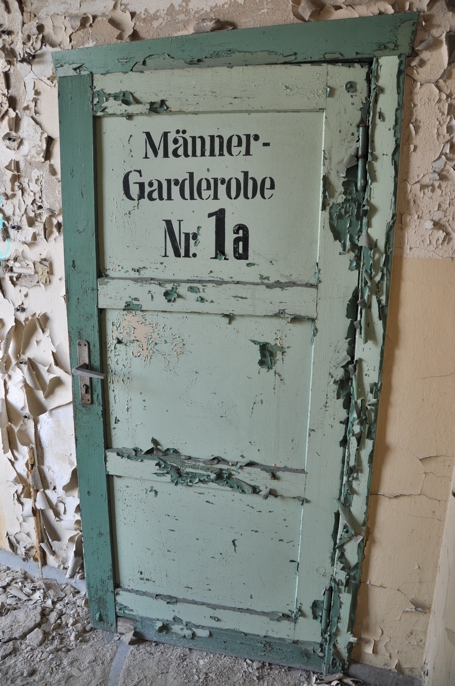 Männer-
Garderobe
Nr. 1a